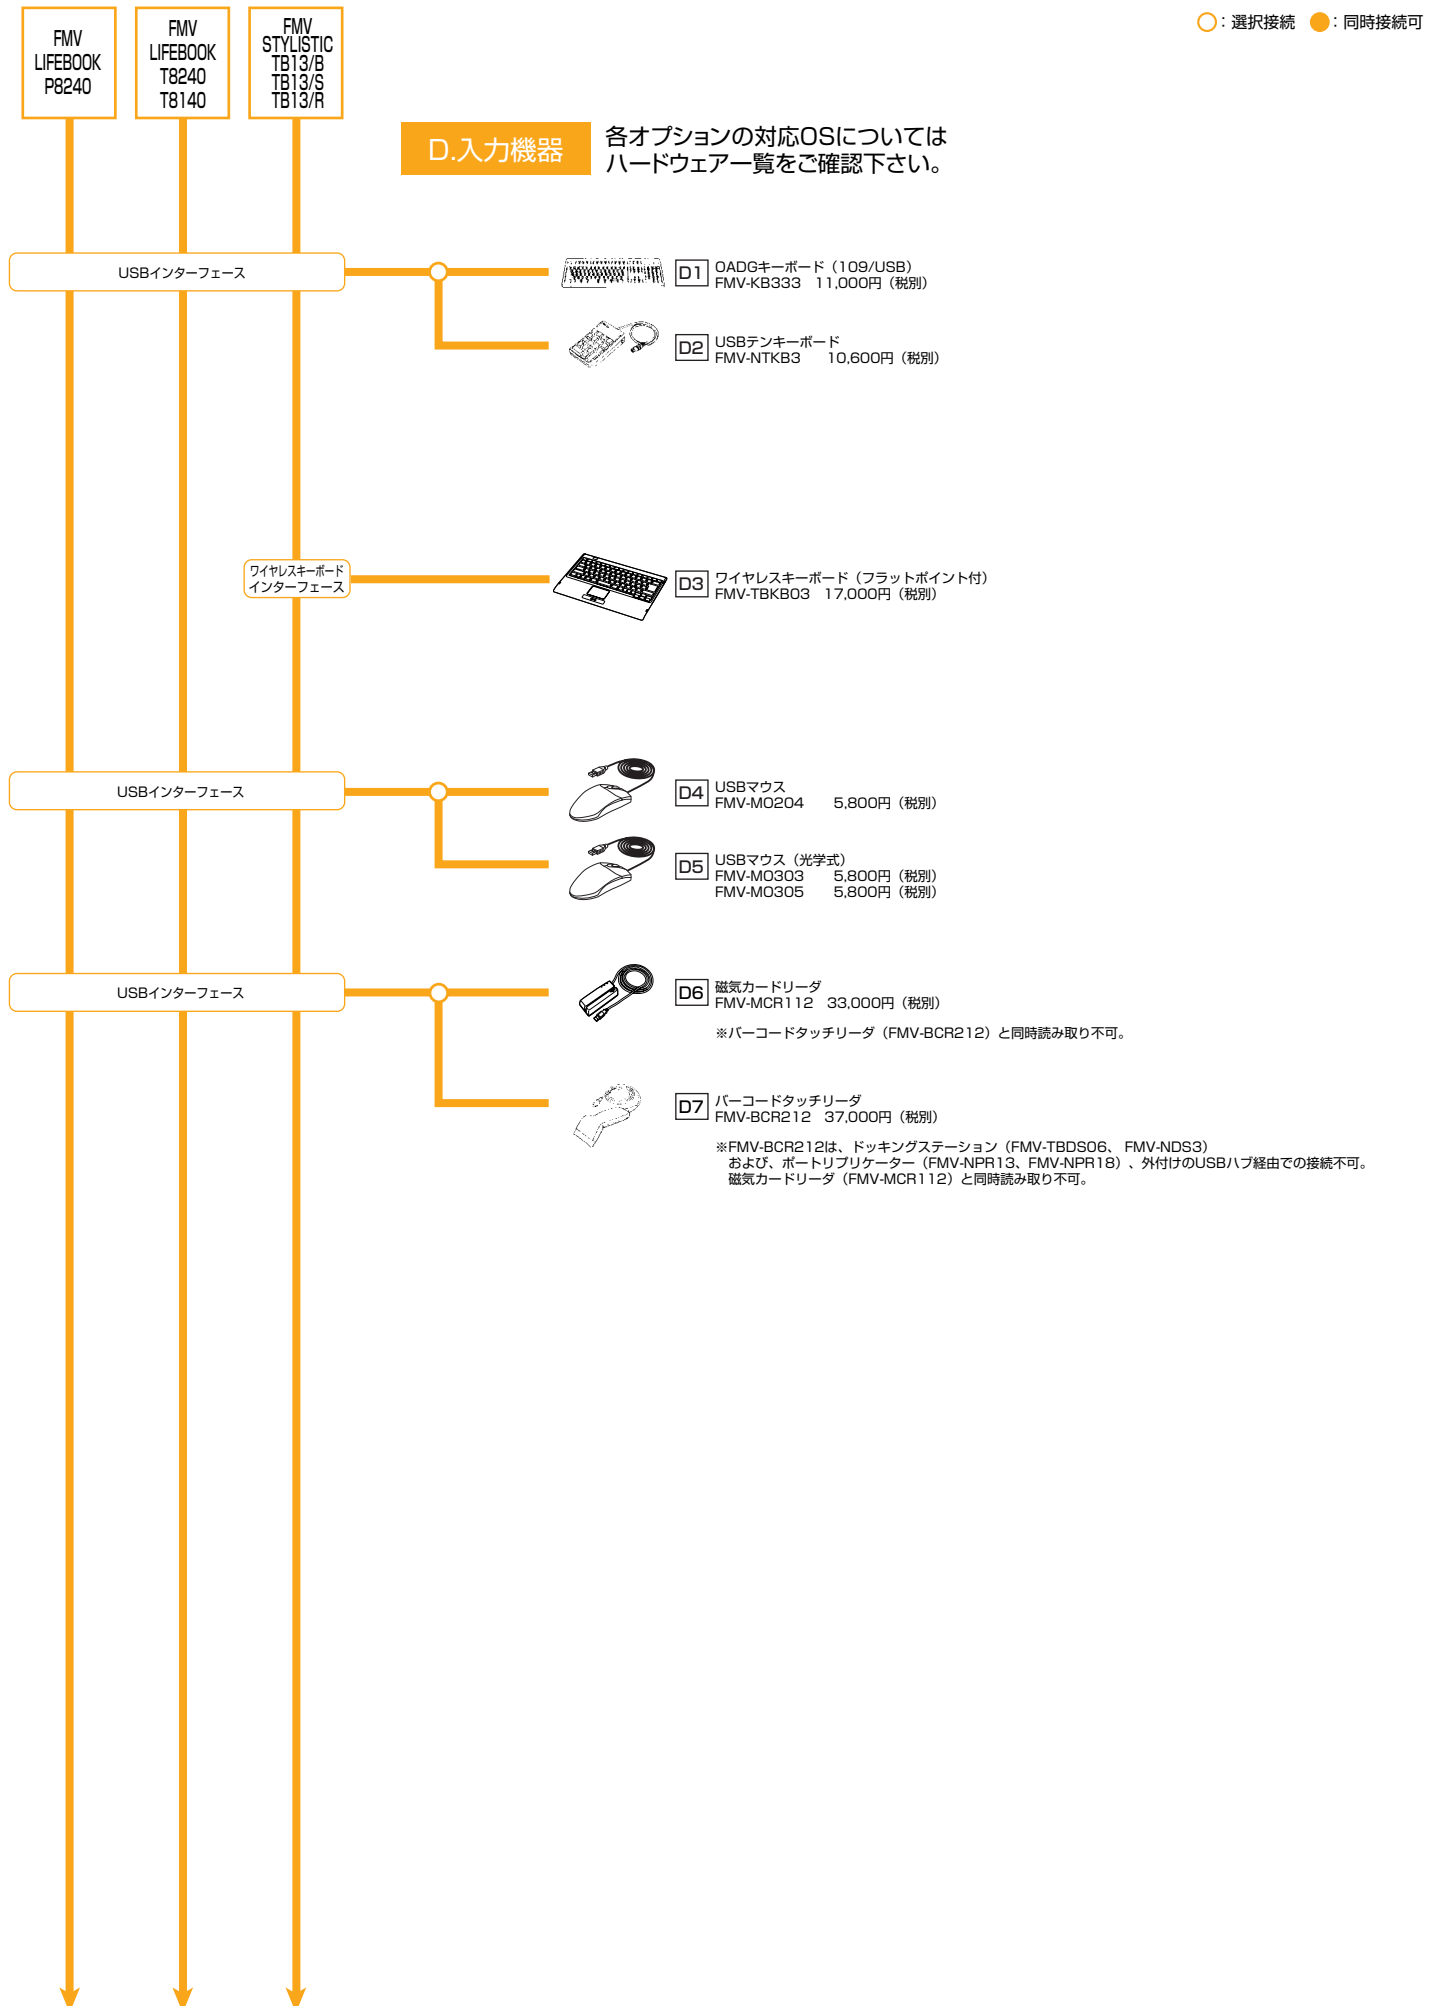 FMV
LIFEBOOK
P8240
FMV
LIFEBOOK
T8240
T8140
FMV
STYLISTIC
TB13/B
TB13/S
TB13/R
○：選択接続　●：同時接続可
D.入力機器
各オプションの対応OSについては
ハードウェア一覧をご確認下さい。
USBインターフェース
D1 OADGキーボード（109/USB）
FMV-KB333　11,000円（税別）
D2 USBテンキーボード
FMV-NTKB3　10,600円（税別）
ワイヤレスキーボード
インターフェース
D3 ワイヤレスキーボード（フラットポイント付）
FMV-TBKB03　17,000円（税別）
USBインターフェース
D4 USBマウス
FMV-MO204　5,800円（税別）
D5 USBマウス（光学式）
FMV-MO303　5,800円（税別）
FMV-MO305　5,800円（税別）
USBインターフェース
D6 磁気カードリーダ
FMV-MCR112　33,000円（税別）
※バーコードタッチリーダ（FMV-BCR212）と同時読み取り不可。
D7 バーコードタッチリーダ
FMV-BCR212　37,000円（税別）
※FMV-BCR212は、ドッキングステーション（FMV-TBDS06、FMV-NDS3）
および、ポートリプリケーター（FMV-NPR13、FMV-NPR18）、外付けのUSBハブ経由での接続不可。
磁気カードリーダ（FMV-MCR112）と同時読み取り不可。